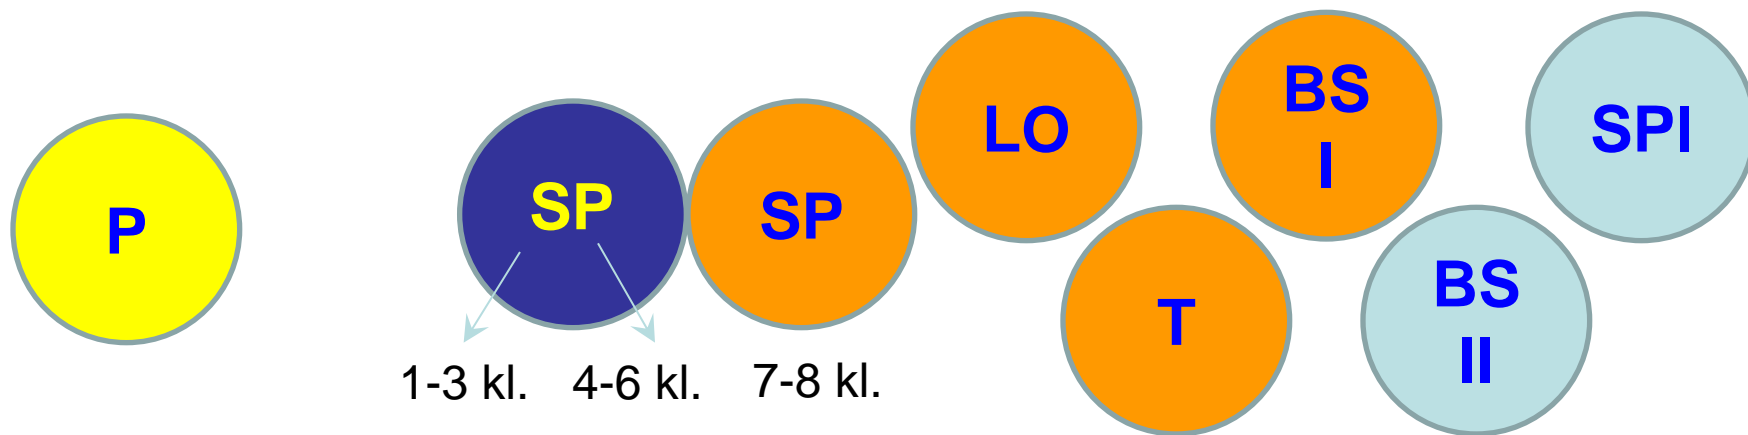 P
SP
SP
LO
T
BS
I
BS
II
SPI
1-3 kl.
4-6 kl.
7-8 kl.